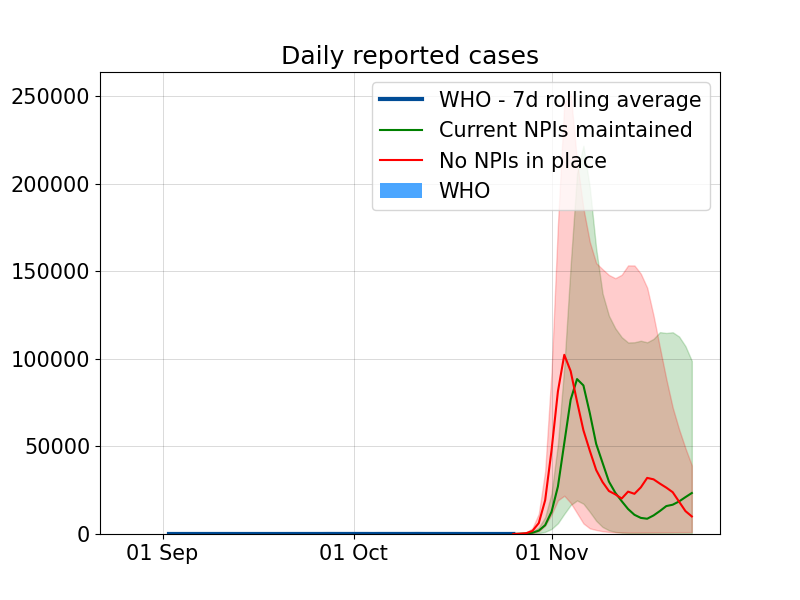 Daily reported cases
250000
200000
150000
100000
50000
0
WHO - 7d rolling average
Current NPIs maintained
No NPIs in place
WHO
01 Sep
01 Oct
01 Nov